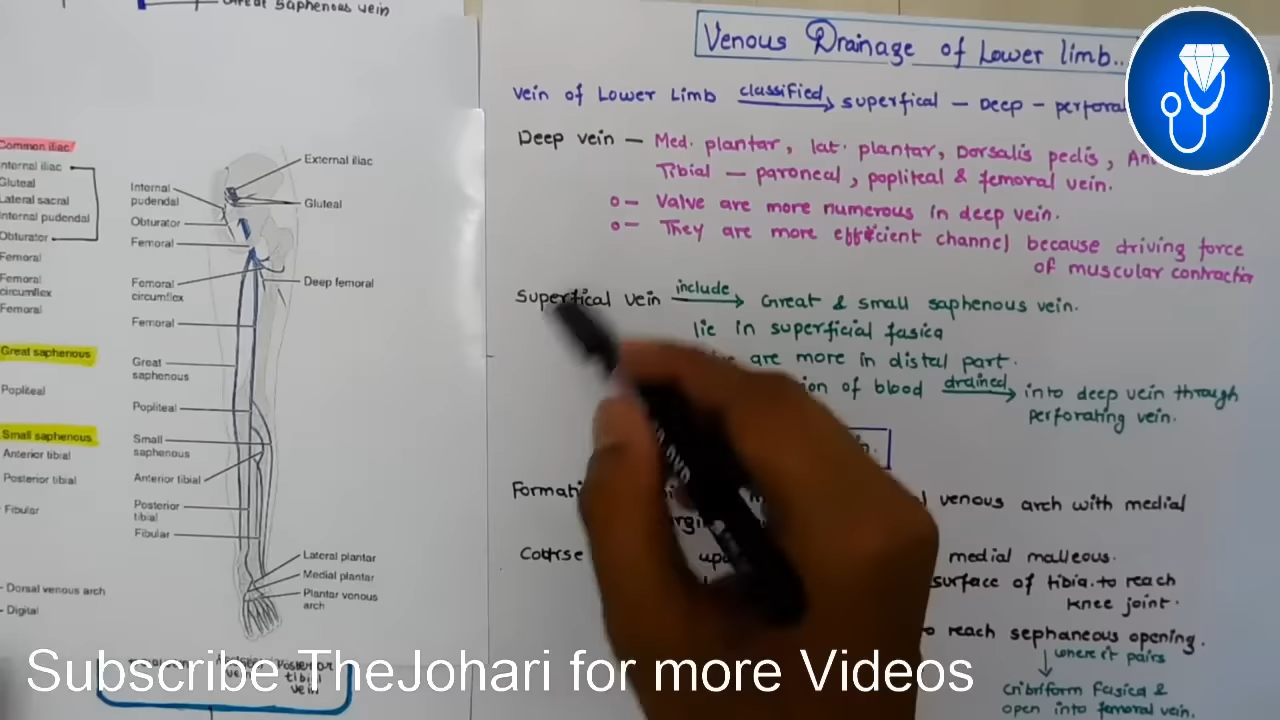 Great Saphenous vein
Common iliac
Internal iliac
Gluteal
Lateral sacral
Internal pudendal
Obturator
Femoral
Femoral
circumflex
Femoral
Great saphenous
Popliteal
Small saphenous
Anterior tibial
Posterior tibial
Fibular
Dorsal venous arch
Digital
Internal
pudendal
Obturator
Femoral
Femoral
circumflex
Femoral
Great
saphenous
Popliteal
Small
saphenous
Anterior tibial
Posterior
tibial
Fibular
External iliac
Gluteal
Deep femoral
Lateral plantar
Medial plantar
Plantar venous
arch
Posterior
tibial
vein
Venous Drainage of Lower limb..
Vein of Lower Limb classified superfical - Deep - perfora
Deep vein - Med. plantar, lat. plantar, Dorsalis pedis, An
Tibial - paroneal, popliteal & femoral vein.
o- Valve are more numerous in deep vein.
o- They are more efficient channel because driving force
of muscular contraction
Superfical vein include Great & small saphenous vein.
lie in superficial fasica
are more in distal part.
of blood drained into deep vein through
perforating vein.
venous arch with medial
Course medial malleous.
surface of tibia.to reach
knee joint.
reach sephaneous opening.
where it pairs
Cribriform fasica &
open into femoral vein.
Subscribe TheJohari for more Videos